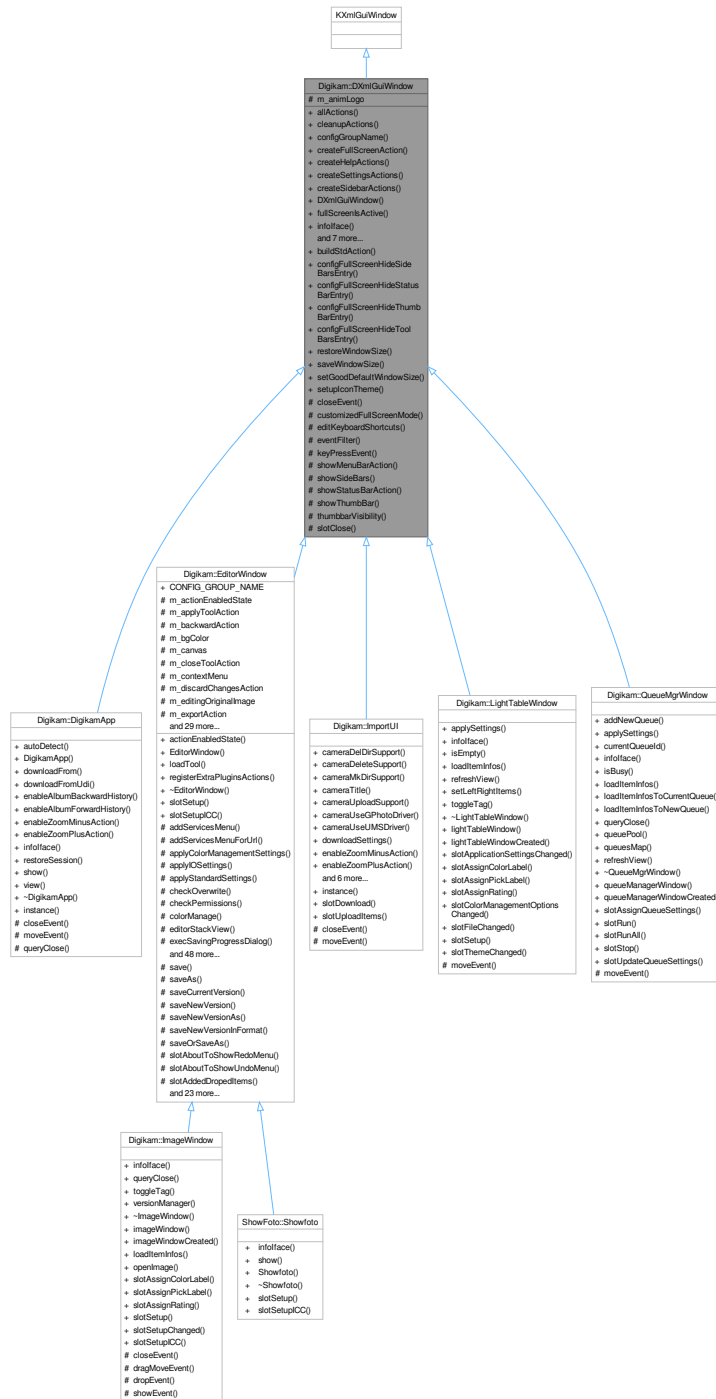 KXmlGuiWindow
Digikam::DXmlGuiWindow
# m_animLogo
+ allActions()
+ cleanupActions()
+ configGroupName()
+ createFullScreenAction()
+ createHelpActions()
+ createSettingsActions()
+ createSidebarActions()
+ DXmlGuiWindow()
+ fullScreenIsActive()
+ infoIface()
and 7 more...
+ buildStdAction()
+ configFullScreenHideSide
BarsEntry()
+ configFullScreenHideStatus
BarEntry()
+ configFullScreenHideThumb
BarEntry()
+ configFullScreenHideTool
BarsEntry()
+ restoreWindowSize()
+ saveWindowSize()
+ setGoodDefaultWindowSize()
+ setupIconTheme()
# closeEvent()
# customizedFullScreenMode()
# editKeyboardShortcuts()
# eventFilter()
# keyPressEvent()
# showMenuBarAction()
# showSideBars()
# showStatusBarAction()
# showThumbBar()
# thumbbarVisibility()
# slotClose()
Digikam::DigikamApp
+ autoDetect()
+ DigikamApp()
+ downloadFrom()
+ downloadFromUdi()
+ enableAlbumBackwardHistory()
+ enableAlbumForwardHistory()
+ enableZoomMinusAction()
+ enableZoomPlusAction()
+ infoIface()
+ restoreSession()
+ show()
+ view()
+ ~DigikamApp()
+ instance()
# closeEvent()
# moveEvent()
# queryClose()
Digikam::EditorWindow
+ CONFIG_GROUP_NAME
# m_actionEnabledState
# m_applyToolAction
# m_backwardAction
# m_bgColor
# m_canvas
# m_closeToolAction
# m_contextMenu
# m_discardChangesAction
# m_editingOriginalImage
# m_exportAction
and 29 more...
+ actionEnabledState()
+ EditorWindow()
+ loadTool()
+ registerExtraPluginsActions()
+ ~EditorWindow()
+ slotSetup()
+ slotSetupICC()
# addServicesMenu()
# addServicesMenuForUrl()
# applyColorManagementSettings()
# applyIOSettings()
# applyStandardSettings()
# checkOverwrite()
# checkPermissions()
# colorManage()
# editorStackView()
# execSavingProgressDialog()
and 48 more...
# save()
# saveAs()
# saveCurrentVersion()
# saveNewVersion()
# saveNewVersionAs()
# saveNewVersionInFormat()
# saveOrSaveAs()
# slotAboutToShowRedoMenu()
# slotAboutToShowUndoMenu()
# slotAddedDropedItems()
and 23 more...
Digikam::ImportUI
+ cameraDelDirSupport()
+ cameraDeleteSupport()
+ cameraMkDirSupport()
+ cameraTitle()
+ cameraUploadSupport()
+ cameraUseGPhotoDriver()
+ cameraUseUMSDriver()
+ downloadSettings()
+ enableZoomMinusAction()
+ enableZoomPlusAction()
and 6 more...
+ instance()
+ slotDownload()
+ slotUploadItems()
# closeEvent()
# moveEvent()
Digikam::LightTableWindow
+ applySettings()
+ infoIface()
+ isEmpty()
+ loadItemInfos()
+ refreshView()
+ setLeftRightItems()
+ toggleTag()
+ ~LightTableWindow()
+ lightTableWindow()
+ lightTableWindowCreated()
+ slotApplicationSettingsChanged()
+ slotAssignColorLabel()
+ slotAssignPickLabel()
+ slotAssignRating()
+ slotColorManagementOptions
Changed()
+ slotFileChanged()
+ slotSetup()
+ slotThemeChanged()
# moveEvent()
Digikam::QueueMgrWindow
+ addNewQueue()
+ applySettings()
+ currentQueueId()
+ infoIface()
+ isBusy()
+ loadItemInfos()
+ loadItemInfosToCurrentQueue()
+ loadItemInfosToNewQueue()
+ queryClose()
+ queuePool()
+ queuesMap()
+ refreshView()
+ ~QueueMgrWindow()
+ queueManagerWindow()
+ queueManagerWindowCreated()
+ slotAssignQueueSettings()
+ slotRun()
+ slotRunAll()
+ slotStop()
+ slotUpdateQueueSettings()
# moveEvent()
Digikam::ImageWindow
+ infoIface()
+ queryClose()
+ toggleTag()
+ versionManager()
+ ~ImageWindow()
+ imageWindow()
+ imageWindowCreated()
+ loadItemInfos()
+ openImage()
+ slotAssignColorLabel()
+ slotAssignPickLabel()
+ slotAssignRating()
+ slotSetup()
+ slotSetupChanged()
+ slotSetupICC()
# closeEvent()
# dragMoveEvent()
# dropEvent()
# showEvent()
ShowFoto::Showfoto
+ infoIface()
+ show()
+ Showfoto()
+ ~Showfoto()
+ slotSetup()
+ slotSetupICC()